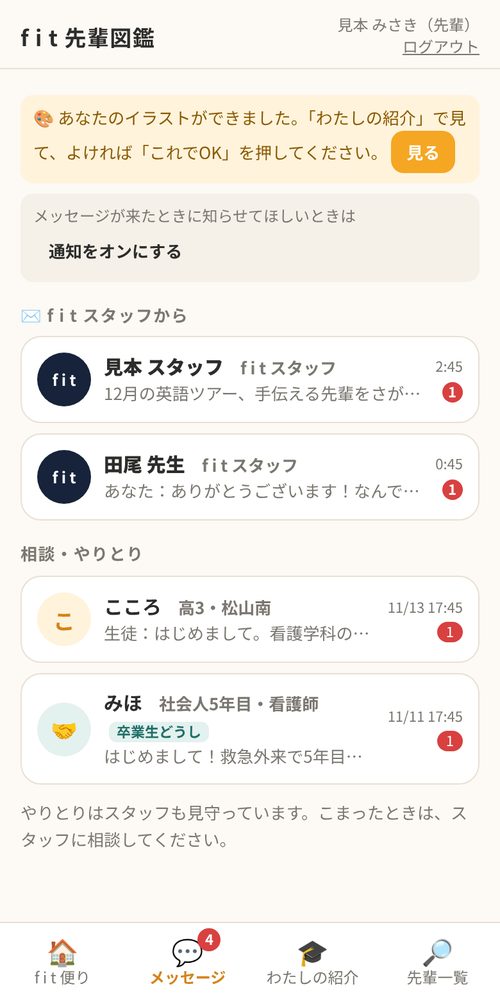 fit 先輩図鑑
見本 みさき（先輩）
ログアウト
🎨 あなたのイラストができました。「わたしの紹介」で見
て、よければ「これでOK」を押してください。 見る
メッセージが来たときに知らせてほしいときは
通知をオンにする
✉️ fit スタッフから
fit
見本 スタッフ fit スタッフ 2:45
12月の英語ツアー、手伝える先輩をさが… 1
fit
田尾 先生 fit スタッフ 0:45
あなた：ありがとうございます！なんで… 1
相談・やりとり
こ
こころ 高3・松山南 11/13 17:45
生徒：はじめまして。看護学科の… 1
みほ 社会人5年目・看護師 11/11 17:45
卒業生どうし 1
はじめまして！救急外来で5年目…
やりとりはスタッフも見守っています。こまったときは、ス
タッフに相談してください。
4
fit 便り メッセージ わたしの紹介 先輩一覧